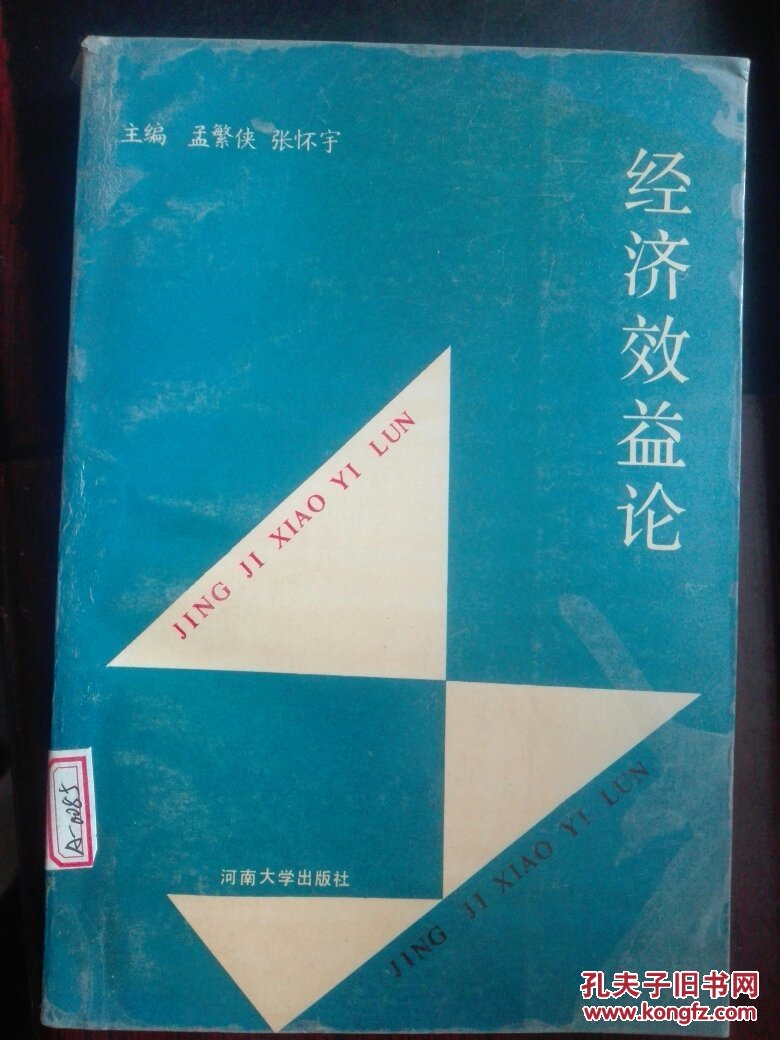 主编 孟繁侠 张怀宇
经济效益论
JING JI XIAO YI LUN
JING JI XIAO YI LUN
河南大学出版社
A-0085
孔夫子旧书网
www.kongfz.com